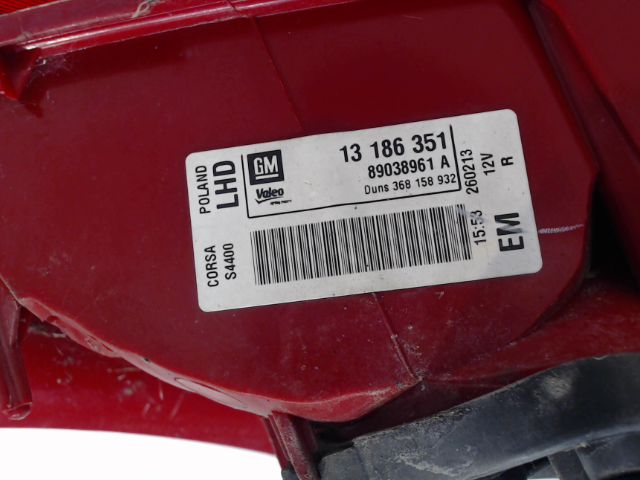 POLAND
LHD
GM
Valeo
13 186 351
89038961 A
Duns 368 158 932
CORSA
S4400
15:53 260213
12V
R
EM